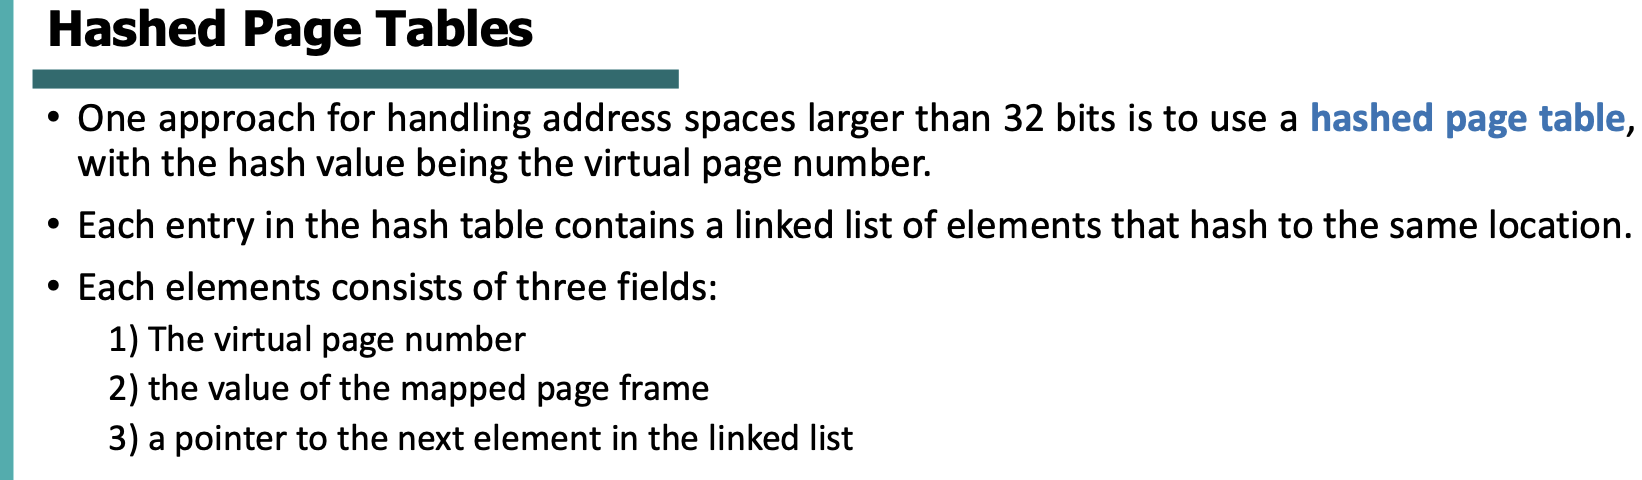 Hashed Page Tables
• One approach for handling address spaces larger than 32 bits is to use a hashed page table,
with the hash value being the virtual page number.
• Each entry in the hash table contains a linked list of elements that hash to the same location.
• Each elements consists of three fields:
1) The virtual page number
2) the value of the mapped page frame
3) a pointer to the next element in the linked list